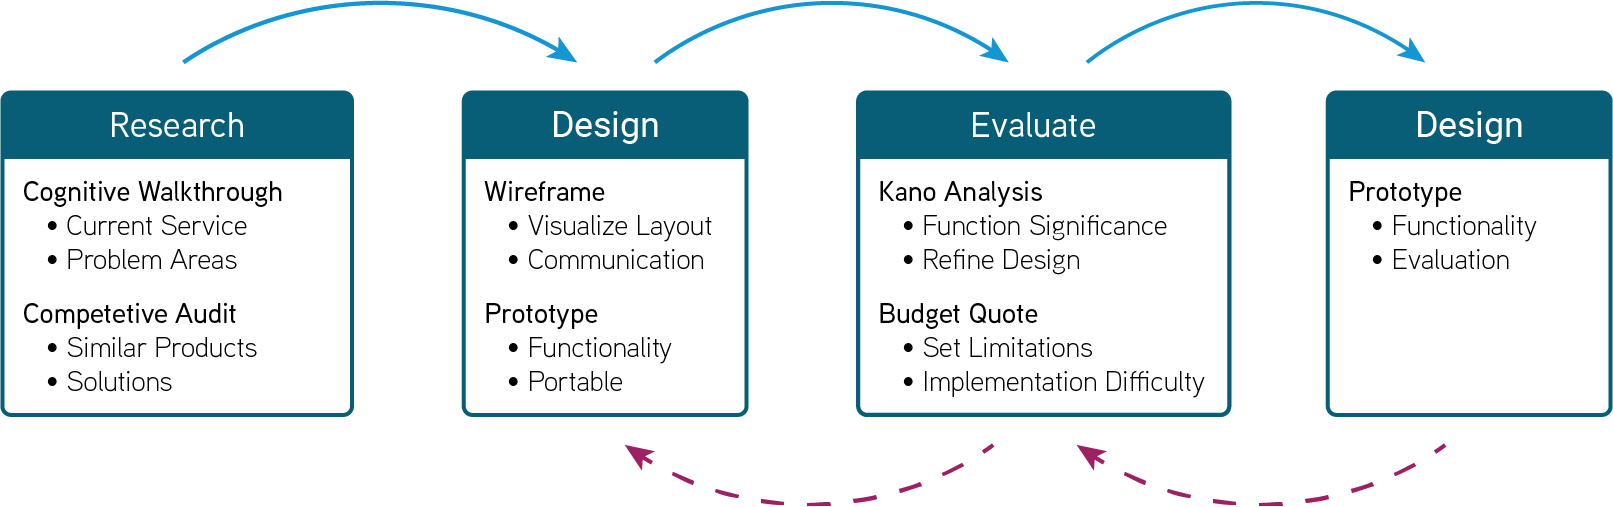 Research
Cognitive Walkthrough
• Current Service
• Problem Areas
Competetive Audit
• Similar Products
• Solutions
Design
Wireframe
• Visualize Layout
• Communication
Prototype
• Functionality
• Portable
Evaluate
Kano Analysis
• Function Significance
• Refine Design
Budget Quote
• Set Limitations
• Implementation Difficulty
Design
Prototype
• Functionality
• Evaluation